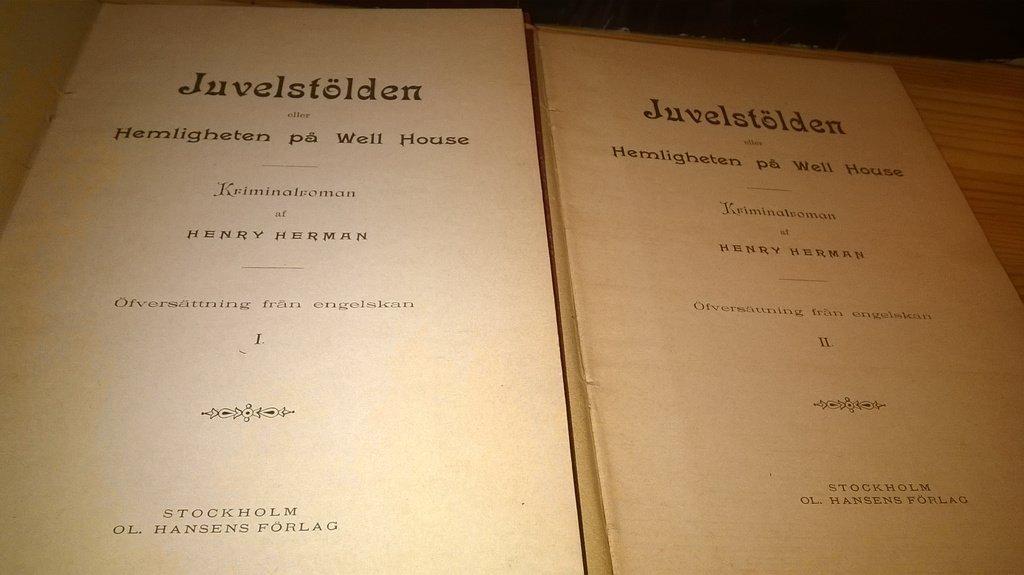 Juvelstölden
eller
Hemligheten på Well House
Kriminalroman
af
HENRY HERMAN
Öfversättning från engelskan
I.
STOCKHOLM
OL. HANSENS FÖRLAG
Juvelstölden
eller
Hemligheten på Well House
Kriminalroman
af
HENRY HERMAN
Öfversättning från engelskan
II.
STOCKHOLM
OL. HANSENS FÖRLAG